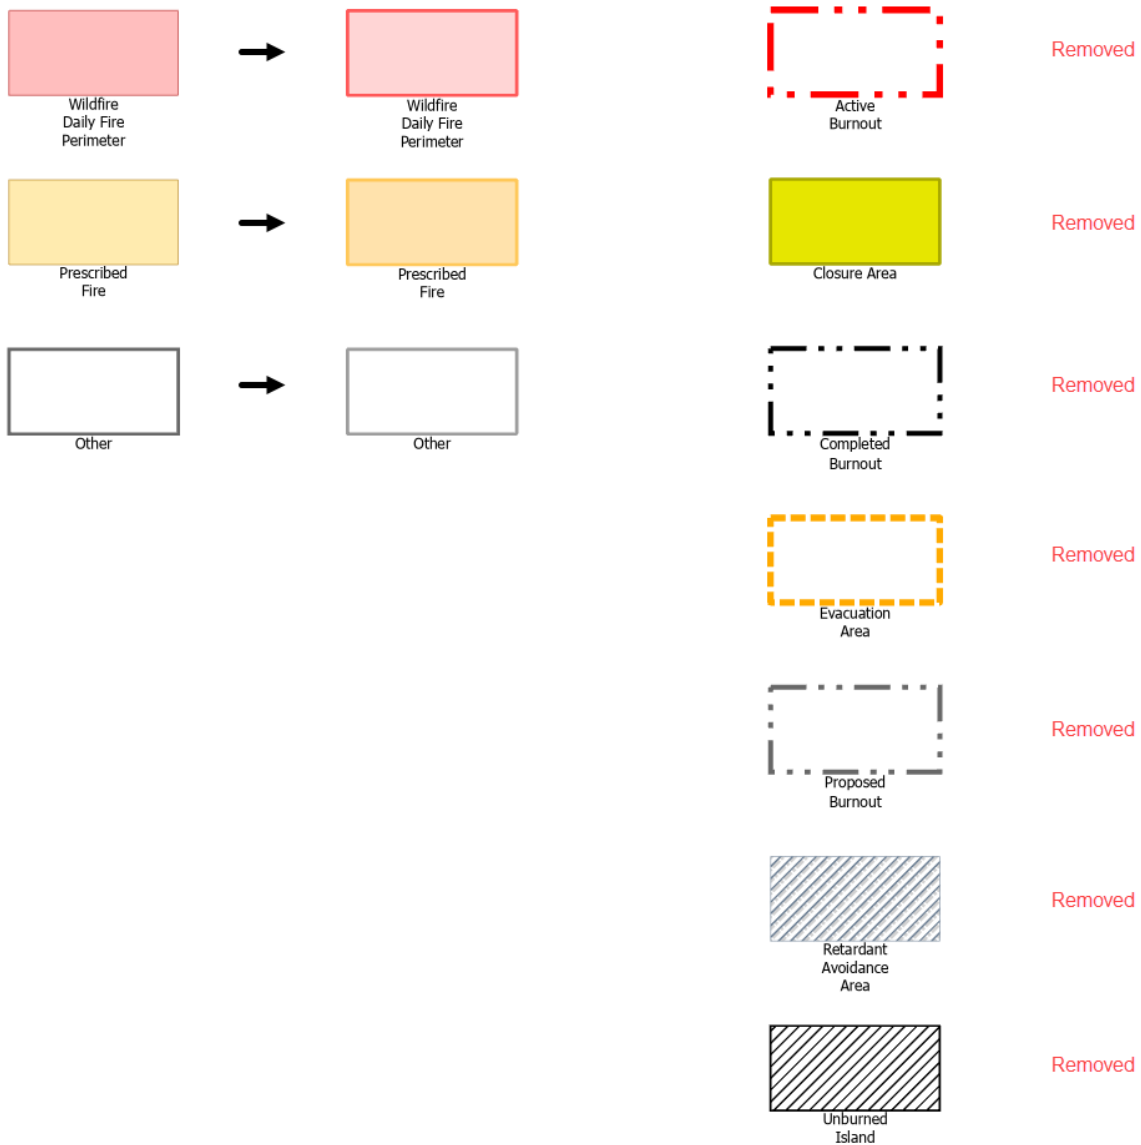 Wildfire
Daily Fire
Perimeter
Wildfire
Daily Fire
Perimeter
Active
Burnout
Removed
Prescribed
Fire
Prescribed
Fire
Closure Area
Removed
Other
Other
Completed
Burnout
Removed
Evacuation
Area
Removed
Proposed
Burnout
Removed
Retardant
Avoidance
Area
Removed
Unburned
Island
Removed